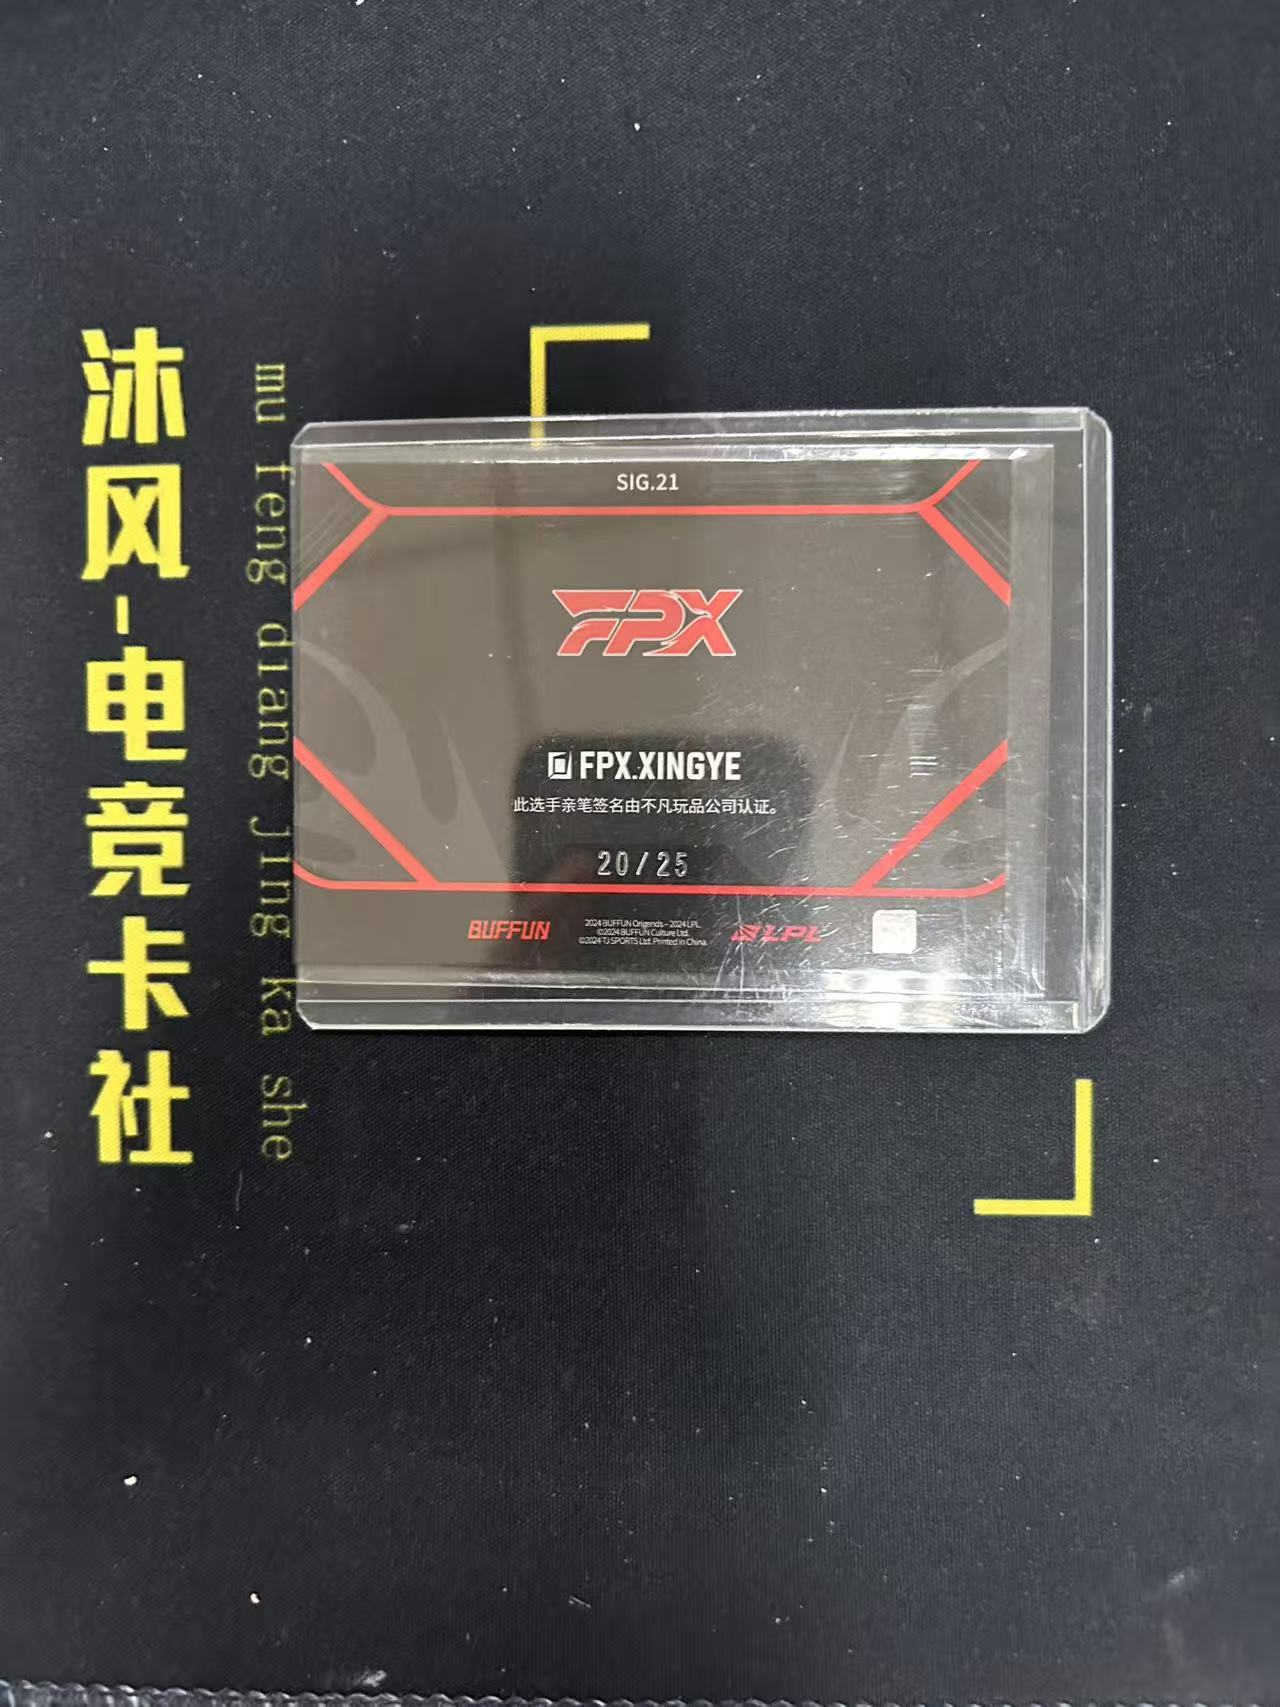 沐风-电竞卡社
mu feng dian jing ka she
SIG.21
FPX
FPX.XINGYE
此选手亲笔签名由不凡玩品公司认证。
20/25
BUFFUN
2024 BUFFUN Origends - 2024 LPL.
©2024 BUFFUN Culture Ltd.
©2024 TJ SPORTS Ltd. Printed in China.
LPL